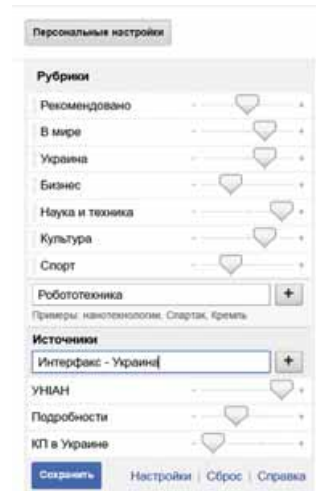 Персональные настройки
Рубрики
Рекомендовано - +
В мире - +
Украина - +
Бизнес - +
Наука и техника - +
Культура - +
Спорт - +
Робототехника +
Примеры: нанотехнологии, Спартак, Кремль
Источники
Интерфакс - Украина +
УНІАН - +
Подробности - +
КП в Украине - +
Сохранить Настройки | Сброс | Справка